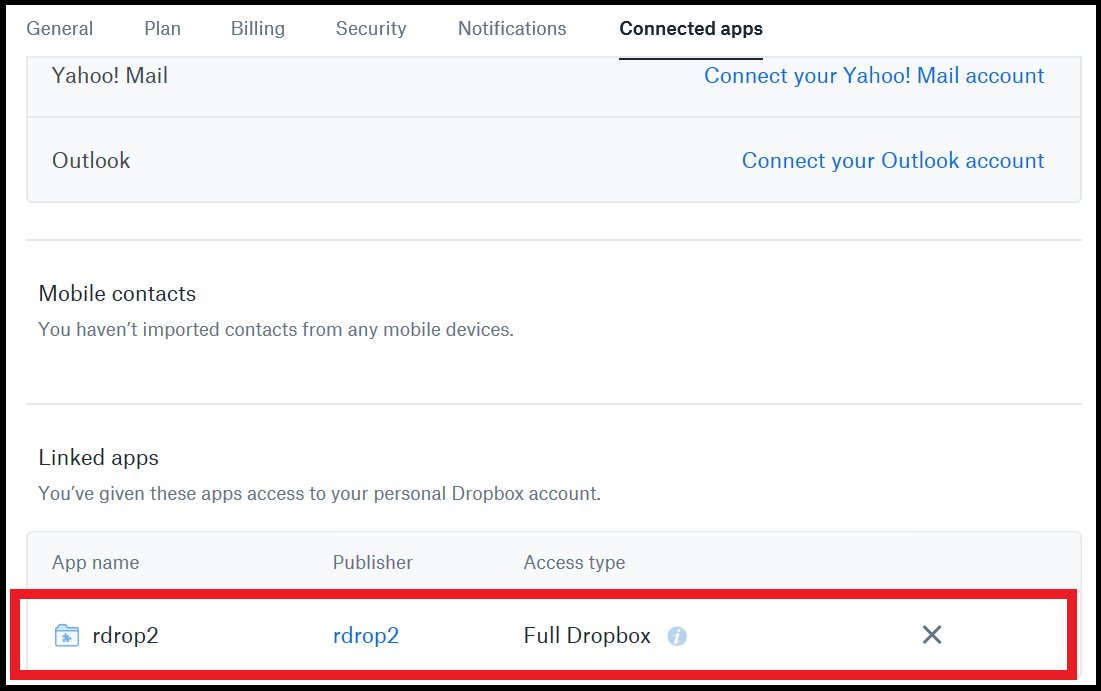 General Plan Billing Security Notifications Connected apps
Yahoo! Mail Connect your Yahoo! Mail account
Outlook Connect your Outlook account
Mobile contacts
You haven’t imported contacts from any mobile devices.
Linked apps
You’ve given these apps access to your personal Dropbox account.
App name Publisher Access type
rdrop2 rdrop2 Full Dropbox i